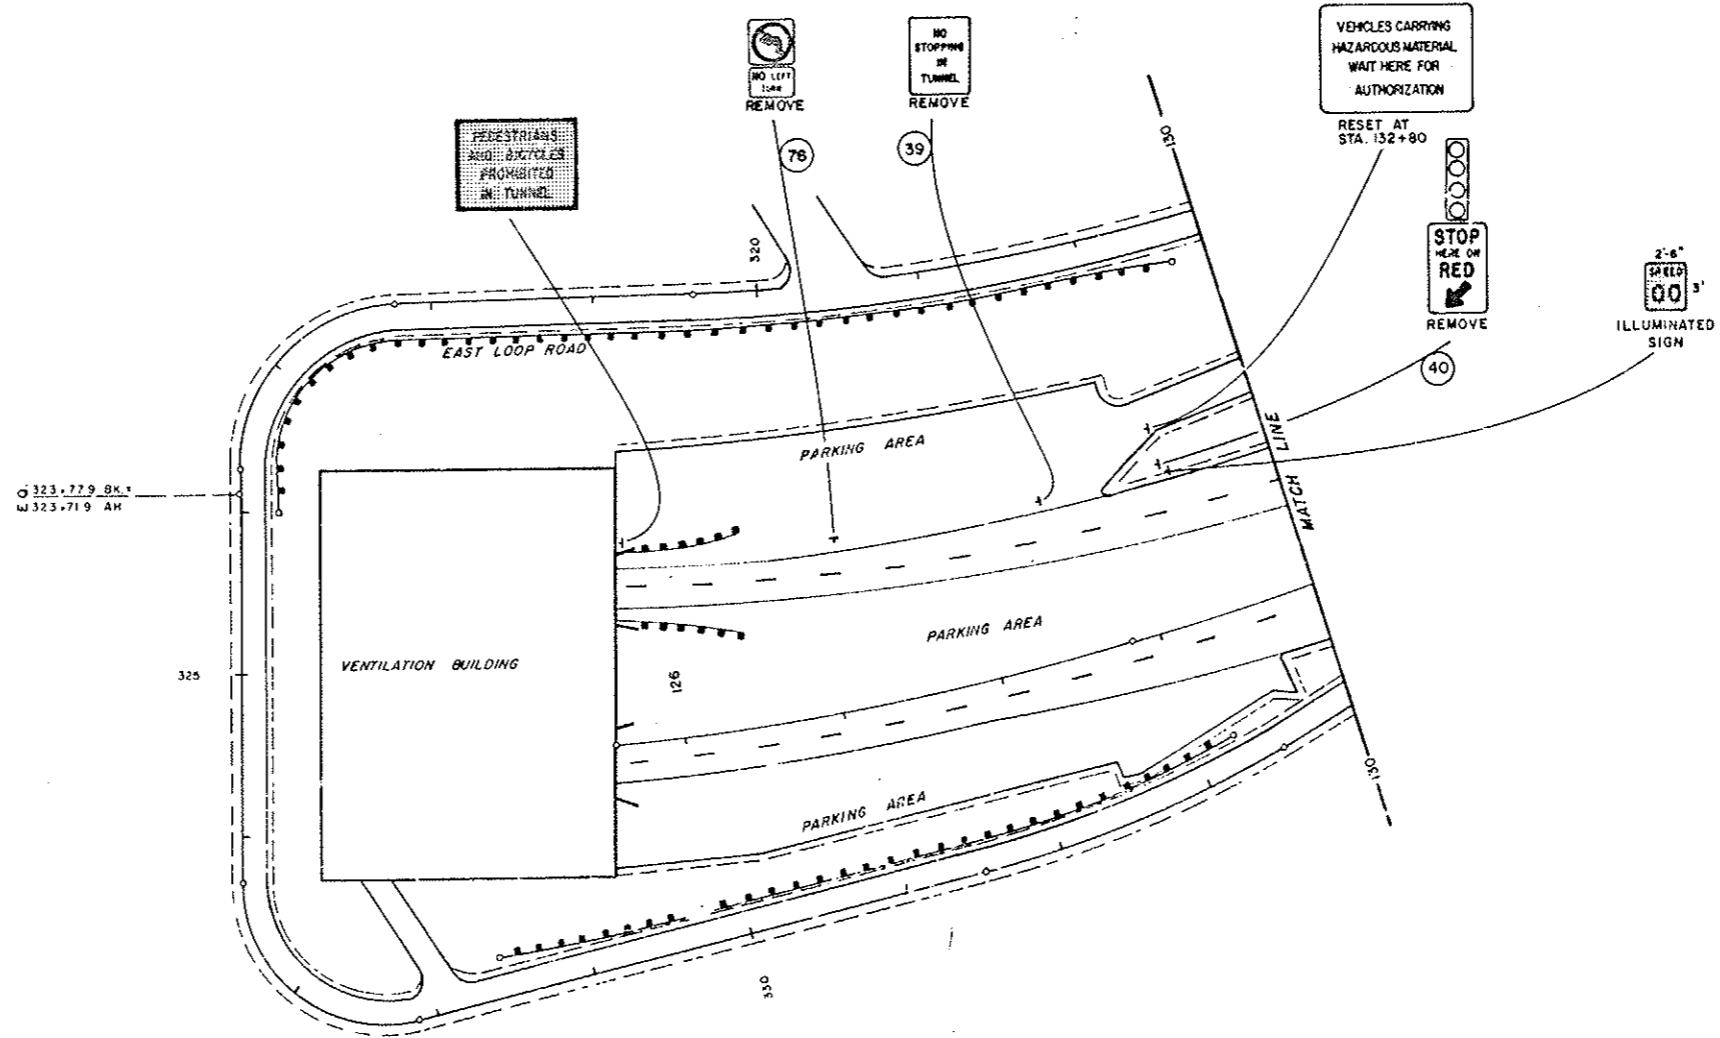 NO LEFT
TURN
REMOVE
76
NO
STOPPING
IN
TUNNEL
REMOVE
39
VEHICLES CARRYING
HAZARDOUS MATERIAL
WAIT HERE FOR
AUTHORIZATION
RESET AT
STA. 132+80
PEDESTRIANS
AND BICYCLES
PROHIBITED
IN TUNNEL
STOP
HERE ON
RED
REMOVE
40
2'-6"
SPEED
00
3'
ILLUMINATED
SIGN
130
320
EAST LOOP ROAD
PARKING AREA
MATCH LINE
323+77.9 BK.=
323+71.9 AH
EQ
PARKING AREA
VENTILATION BUILDING
325
126
PARKING AREA
130
330